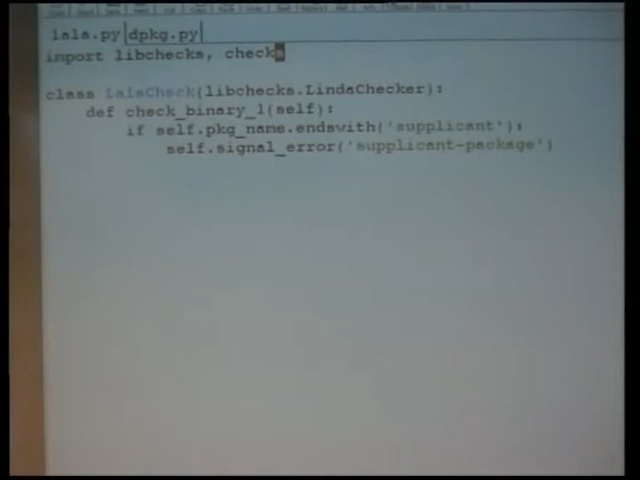 lala.py dpkg.py
import libchecks, checks
class LalaCheck(libchecks.LindaChecker):
def check_binary_1(self):
if self.pkg_name.endswith('supplicant'):
self.signal_error('supplicant-package')